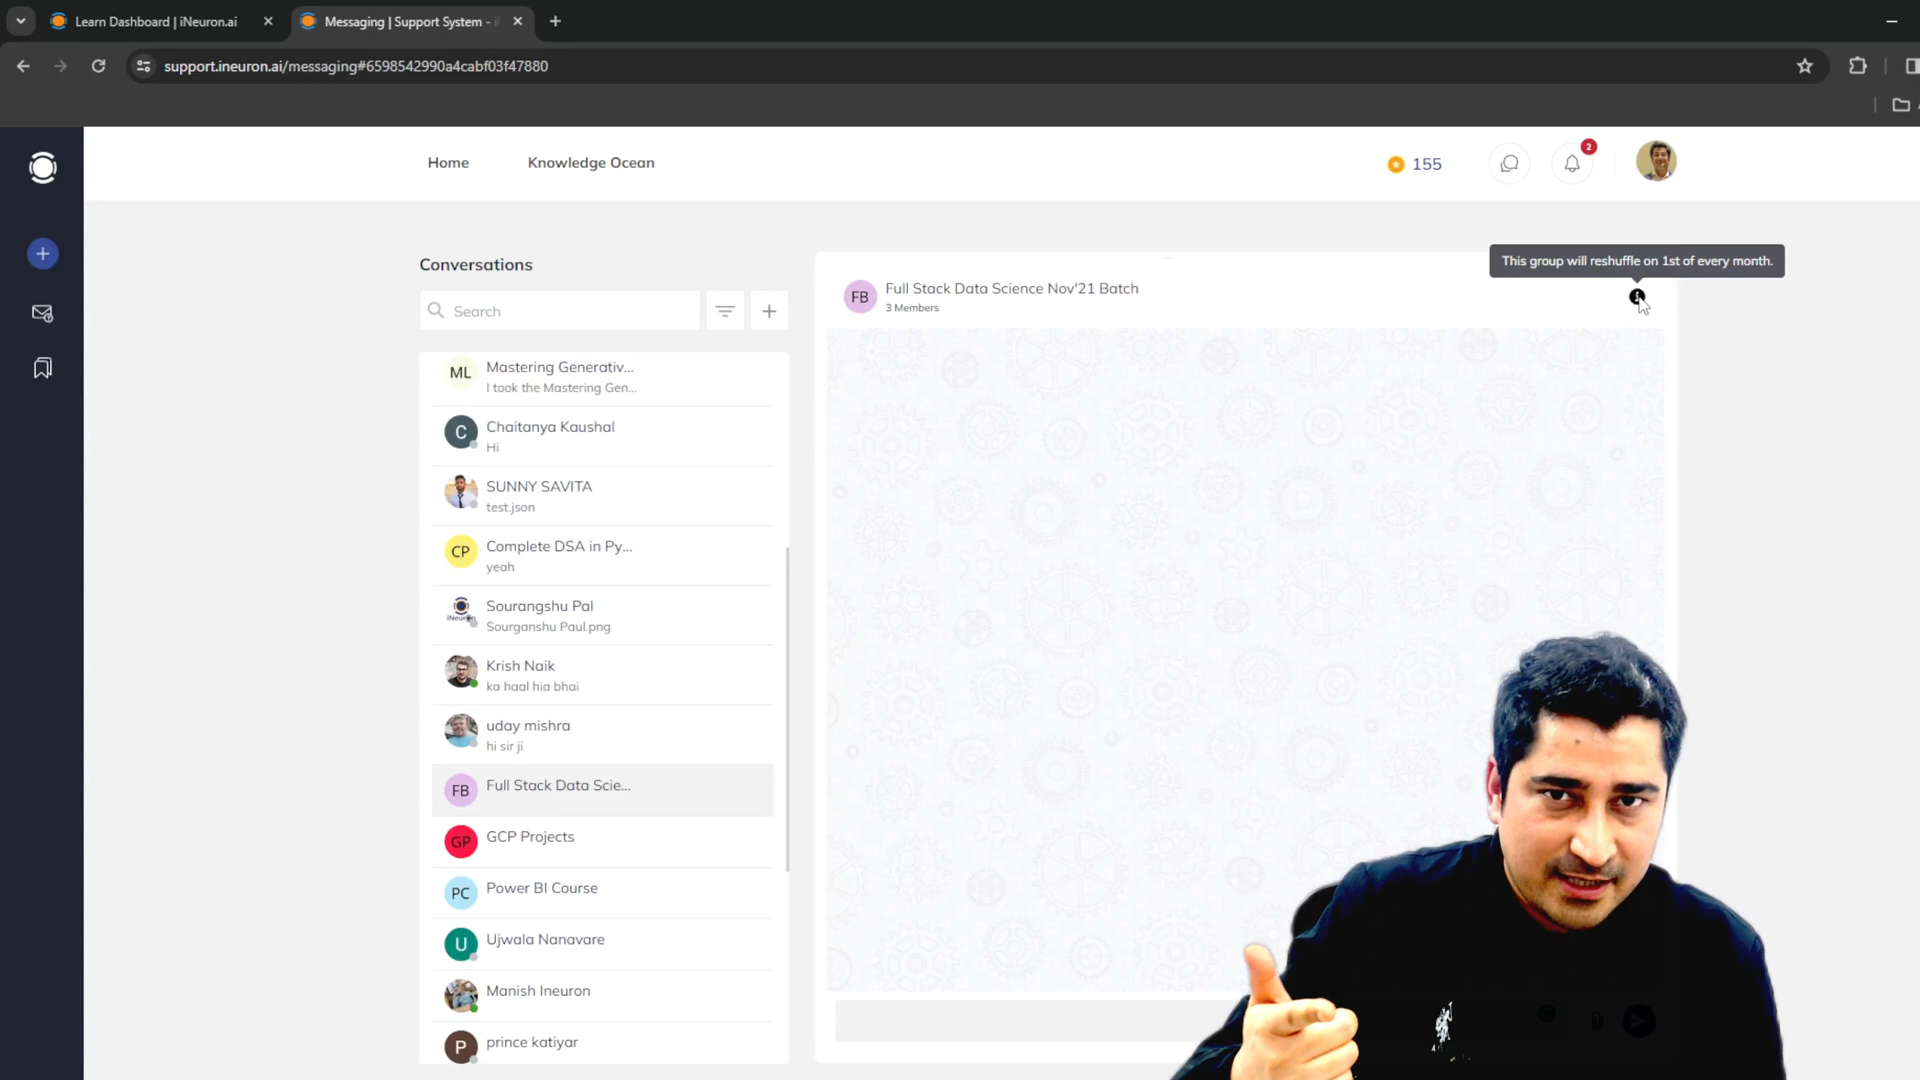 Learn Dashboard | iNeuron.ai
Messaging | Support System - i
support.ineuron.ai/messaging#6598542990a4cabf03f47880
Home
Knowledge Ocean
155
2
Conversations
Search
ML
Mastering Generativ...
I took the Mastering Gen...
C
Chaitanya Kaushal
Hi
SUNNY SAVITA
test.json
CP
Complete DSA in Py...
yeah
iNeuron
Sourangshu Pal
Sourganshu Paul.png
Krish Naik
ka haal hia bhai
uday mishra
hi sir ji
FB
Full Stack Data Scie...
GP
GCP Projects
PC
Power BI Course
U
Ujwala Nanavare
Manish Ineuron
P
prince katiyar
This group will reshuffle on 1st of every month.
FB
Full Stack Data Science Nov'21 Batch
3 Members